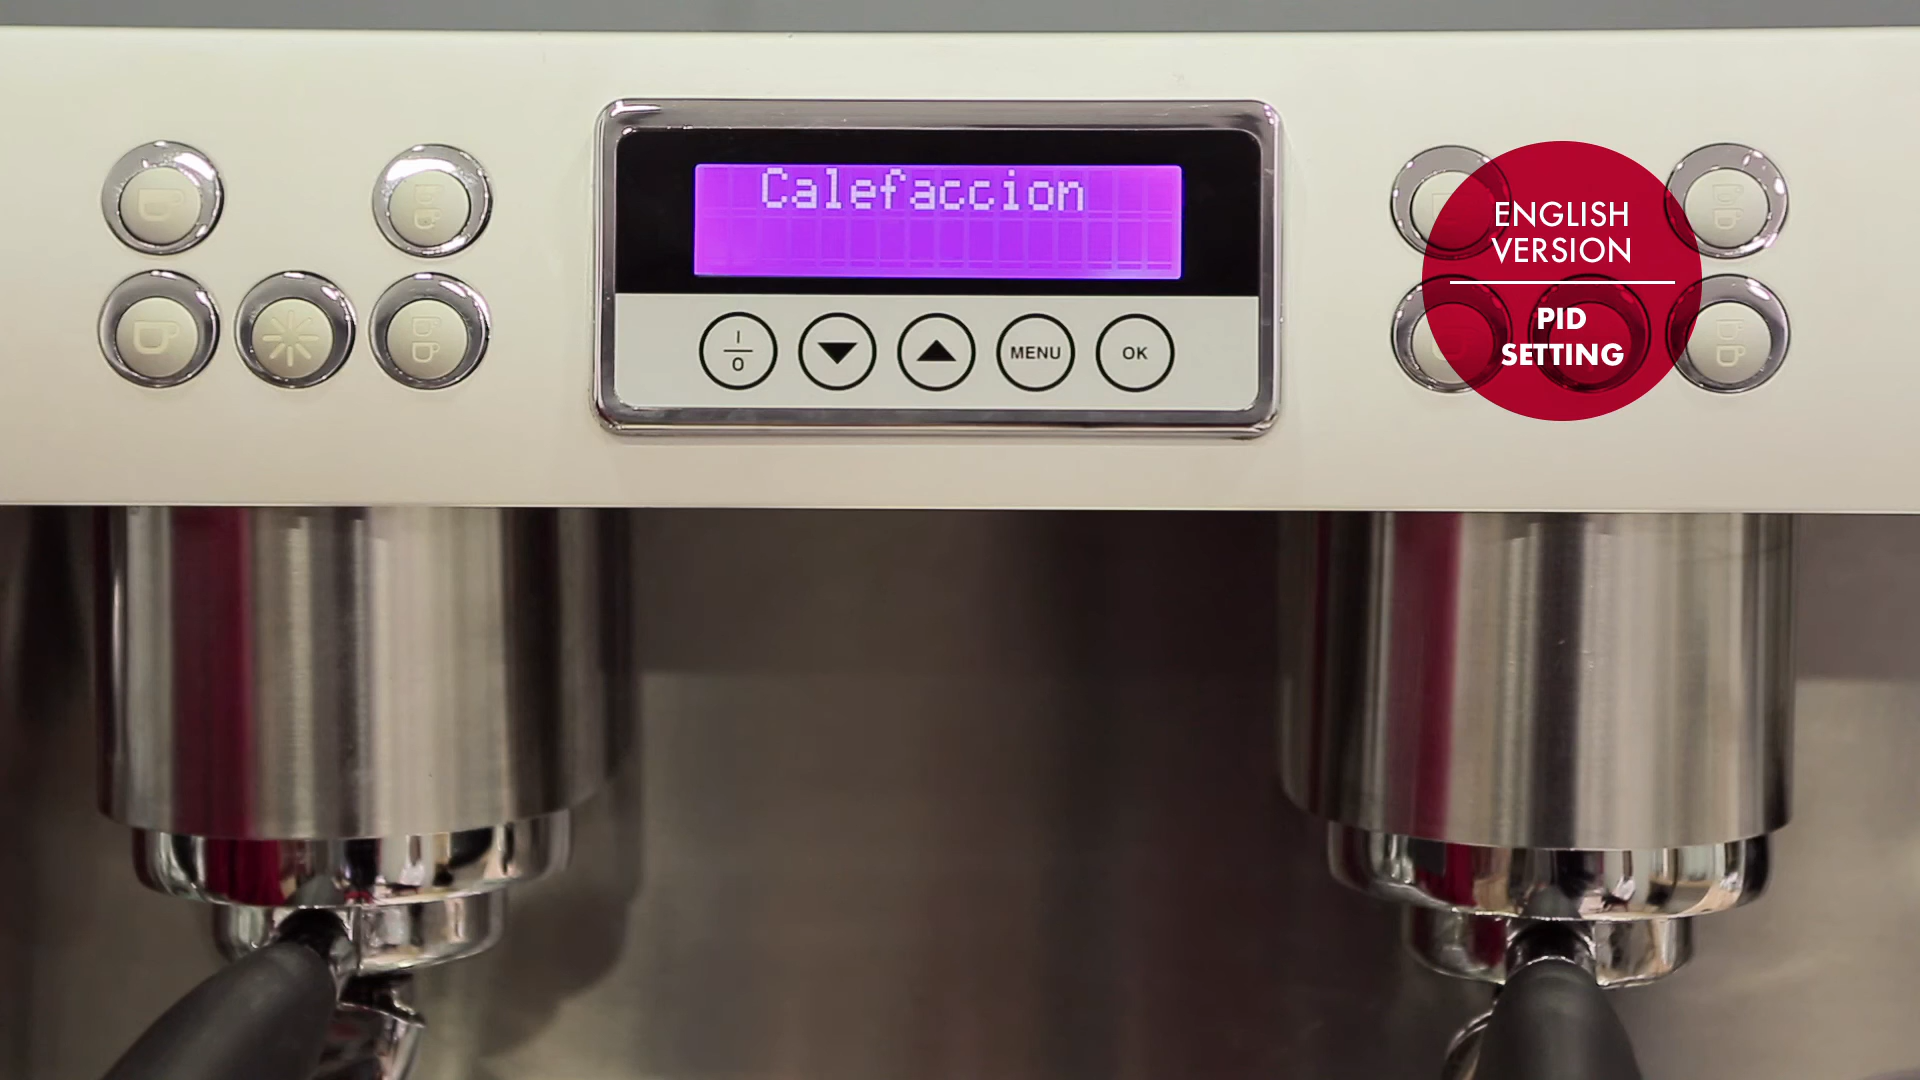 Calefaccion
I
0
MENU
OK
ENGLISH
VERSION
PID
SETTING